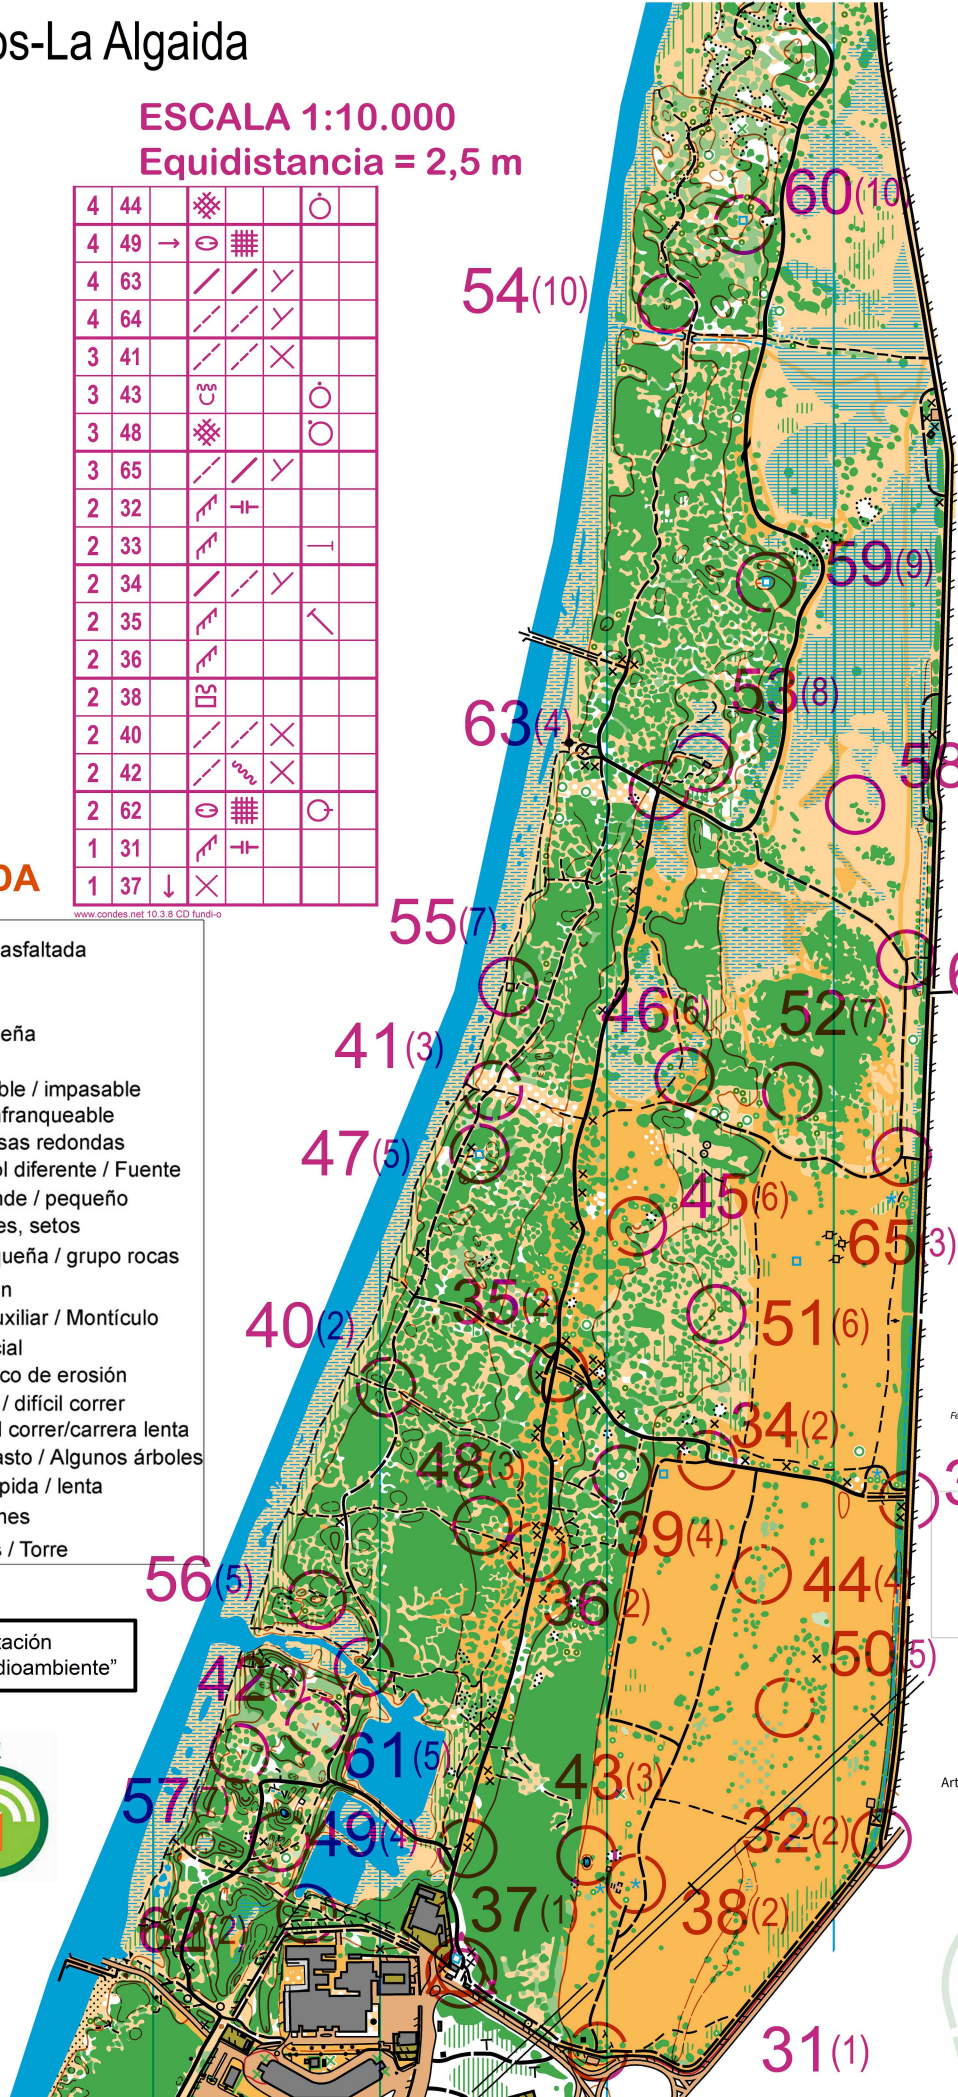 os-La Algaida
ESCALA 1:10.000
Equidistancia = 2,5 m
4 44
4 49
4 63
4 64
3 41
3 43
3 48
3 65
2 32
2 33
2 34
2 35
2 36
2 38
2 40
2 42
2 62
1 31
1 37
www.condes.net 10.3.8 CD fundi-o
DA
asfaltada
eña
ble / impasable
nfranqueable
sas redondas
ol diferente / Fuente
nde / pequeño
es, setos
queña / grupo rocas
n
uxiliar / Montículo
cial
co de erosión
/ difícil correr
l correr/carrera lenta
asto / Algunos árboles
pida / lenta
nes
s / Torre
tación
dioambiente”
60(10)
54(10)
59(9)
53(8)
63(4)
58
55(7)
46(6)
52(7)
6
41(3)
47(5)
45(6)
65(3)
35(2)
40(2)
51(6)
34(2)
48(3)
3
39(4)
44(4
56(5)
36(2)
50(5)
42(2)
61(5
43(3)
57
49(4)
32(2)
37(1)
38(2)
62(2)
31(1)
Art